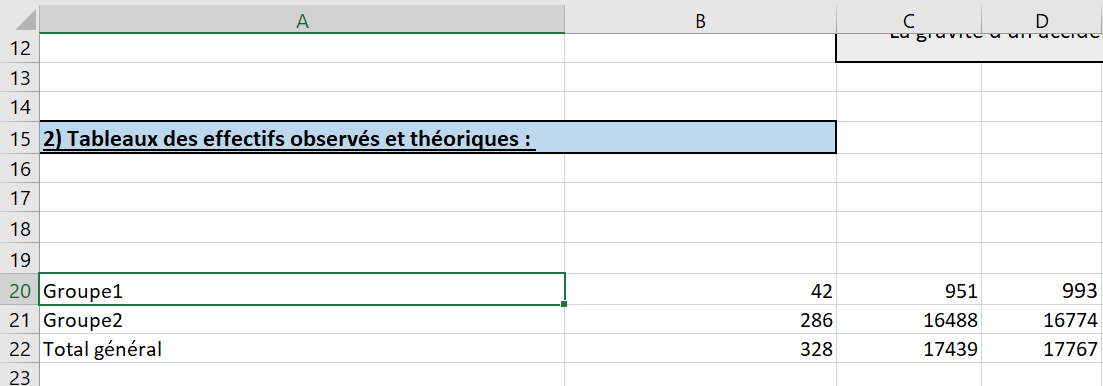 A B C D
12 La gravité d'un accide
13
14
15 2) Tableaux des effectifs observés et théoriques :
16
17
18
19
20 Groupe1 42 951 993
21 Groupe2 286 16488 16774
22 Total général 328 17439 17767
23